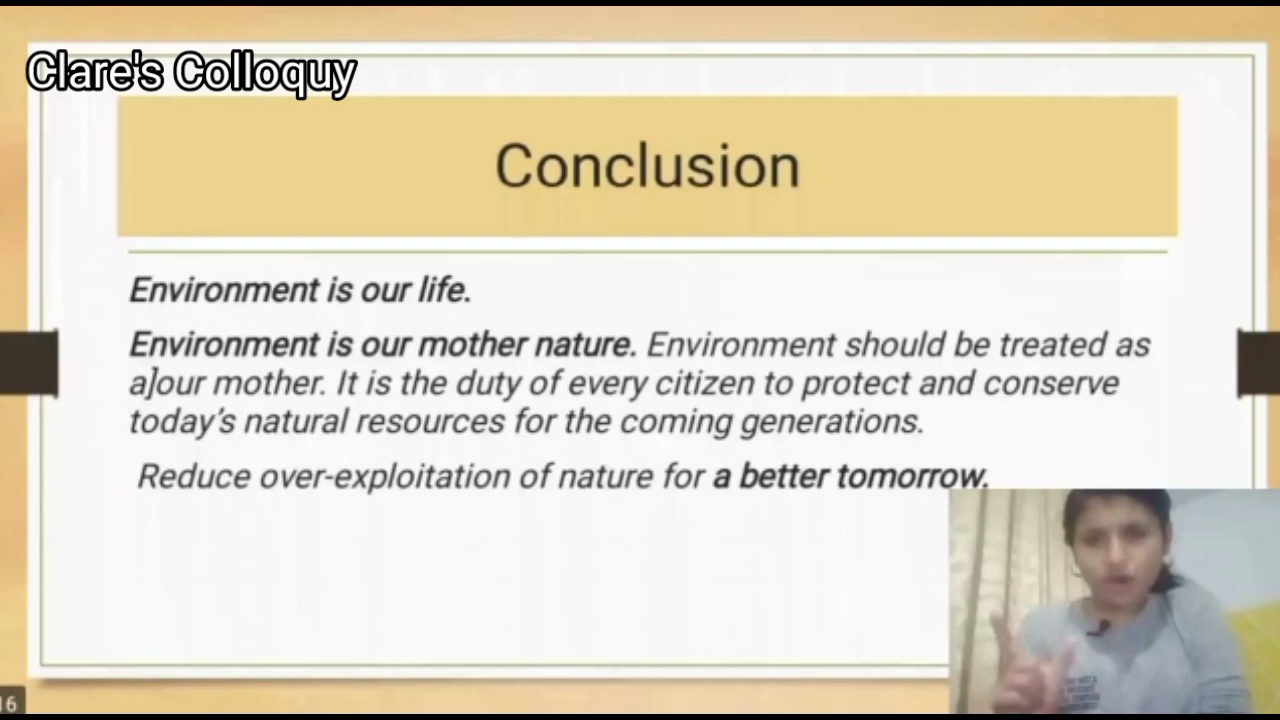 Clare's Colloquy
Conclusion
Environment is our life.
Environment is our mother nature. Environment should be treated as
a]our mother. It is the duty of every citizen to protect and conserve
today's natural resources for the coming generations.
Reduce over-exploitation of nature for a better tomorrow.
16